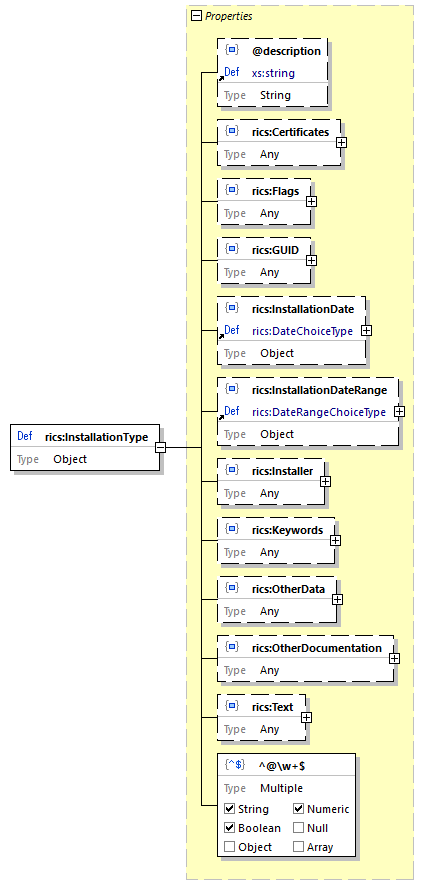 Properties
@description
Def xs:string
Type String
rics:Certificates
Type Any
rics:Flags
Type Any
rics:GUID
Type Any
rics:InstallationDate
Def rics:DateChoiceType
Type Object
rics:InstallationDateRange
Def rics:DateRangeChoiceType
Type Object
Def rics:InstallationType
Type Object
rics:Installer
Type Any
rics:Keywords
Type Any
rics:OtherData
Type Any
rics:OtherDocumentation
Type Any
rics:Text
Type Any
{^$} ^@\w+$
Type Multiple
String Numeric
Boolean Null
Object Array